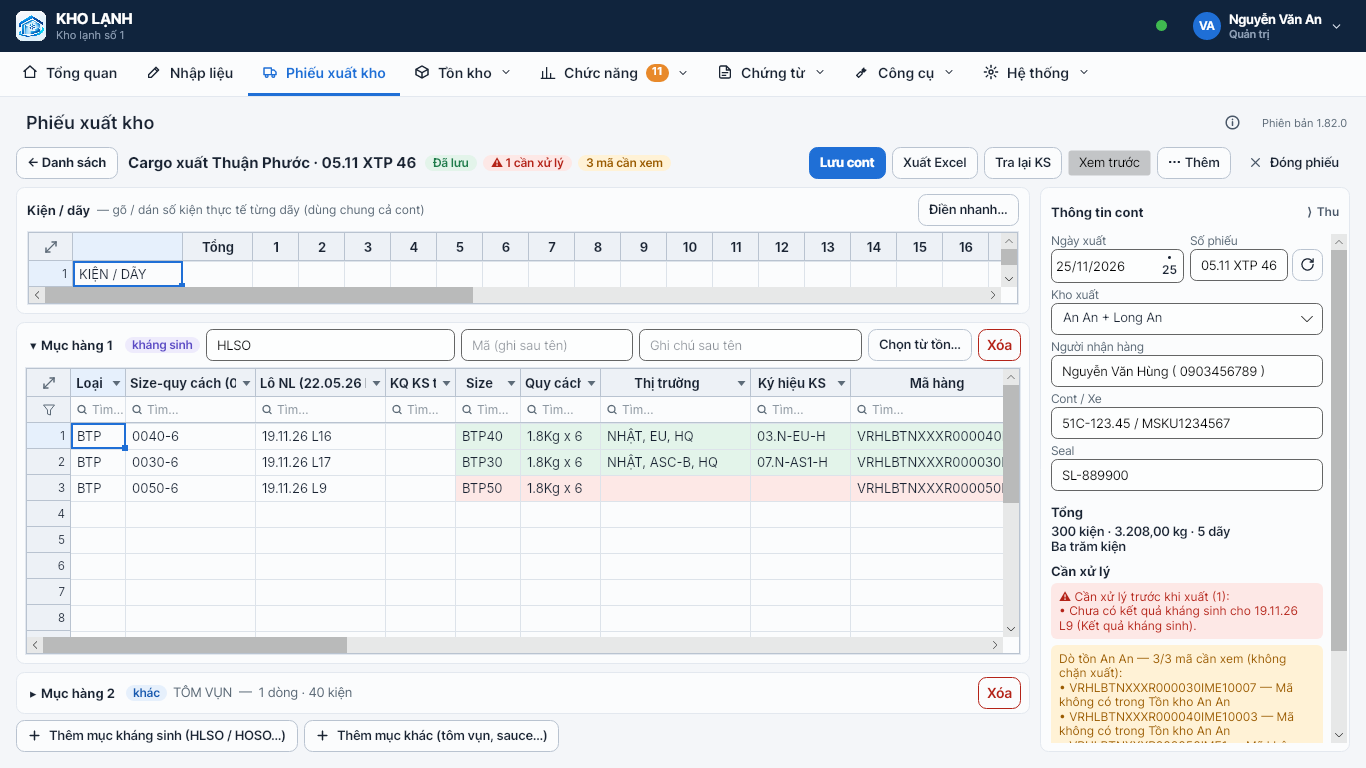 KHO LẠNH
Kho lạnh số 1
VA
Nguyễn Văn An
Quản trị
Tổng quan
Nhập liệu
Phiếu xuất kho
Tồn kho
Chức năng 11
Chứng từ
Công cụ
Hệ thống
Phiếu xuất kho
Phiên bản 1.82.0
← Danh sách
Cargo xuất Thuận Phước · 05.11 XTP 46
Đã lưu
1 cần xử lý
3 mã cần xem
Lưu cont
Xuất Excel
Tra lại KS
Xem trước
··· Thêm
Đóng phiếu
Kiện / dãy — gõ / dán số kiện thực tế từng dãy (dùng chung cả cont)
Điền nhanh...
Tổng 1 2 3 4 5 6 7 8 9 10 11 12 13 14 15 16
1 KIỆN / DÃY
▾ Mục hàng 1 kháng sinh HLSO Mã (ghi sau tên) Ghi chú sau tên Chọn từ tồn... Xóa
Loại Size-quy cách (C Lô NL (22.05.26 KQ KS t Size Quy cách Thị trường Ký hiệu KS Mã hàng
Tìm... Tìm... Tìm... Tìm... Tìm... Tìm... Tìm... Tìm... Tìm...
1 BTP 0040-6 19.11.26 L16 BTP40 1.8Kg x 6 NHẬT, EU, HQ 03.N-EU-H VRHLBTNXXXR000040
2 BTP 0030-6 19.11.26 L17 BTP30 1.8Kg x 6 NHẬT, ASC-B, HQ 07.N-AS1-H VRHLBTNXXXR000030
3 BTP 0050-6 19.11.26 L9 BTP50 1.8Kg x 6 VRHLBTNXXXR000050
4
5
6
7
8
▸ Mục hàng 2 khác TÔM VỤN — 1 dòng · 40 kiện Xóa
+ Thêm mục kháng sinh (HLSO / HOSO...)
+ Thêm mục khác (tôm vụn, sauce...)
Thông tin cont
⟩ Thu
Ngày xuất
Số phiếu
25/11/2026 25
05.11 XTP 46
Kho xuất
An An + Long An
Người nhận hàng
Nguyễn Văn Hùng ( 0903456789 )
Cont / Xe
51C-123.45 / MSKU1234567
Seal
SL-889900
Tổng
300 kiện · 3.208,00 kg · 5 dãy
Ba trăm kiện
Cần xử lý
Cần xử lý trước khi xuất (1):
• Chưa có kết quả kháng sinh cho 19.11.26
L9 (Kết quả kháng sinh).
Dò tồn An An — 3/3 mã cần xem (không
chặn xuất):
• VRHLBTNXXXR000030IME10007 — Mã
không có trong Tồn kho An An
• VRHLBTNXXXR000040IME10003 — Mã
không có trong Tồn kho An An